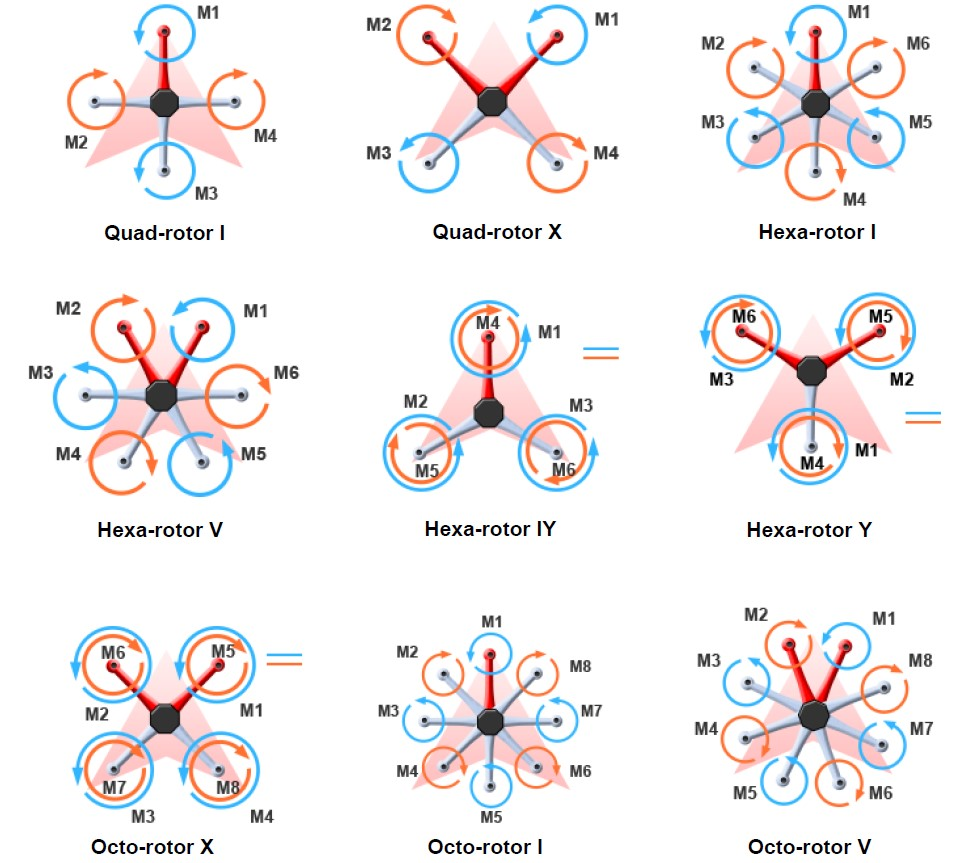 M1
M2
M4
M3
Quad-rotor I
M2
M1
M3
M4
Quad-rotor X
M1
M2
M6
M3
M5
M4
Hexa-rotor I
M2
M1
M3
M6
M4
M5
Hexa-rotor V
M4
M1
M2
M3
M5
M6
Hexa-rotor IY
M6
M5
M3
M2
M4
M1
Hexa-rotor Y
M6
M5
M2
M1
M7
M8
M3
M4
Octo-rotor X
M1
M2
M8
M3
M7
M4
M6
M5
Octo-rotor I
M2
M1
M3
M8
M4
M7
M5
M6
Octo-rotor V